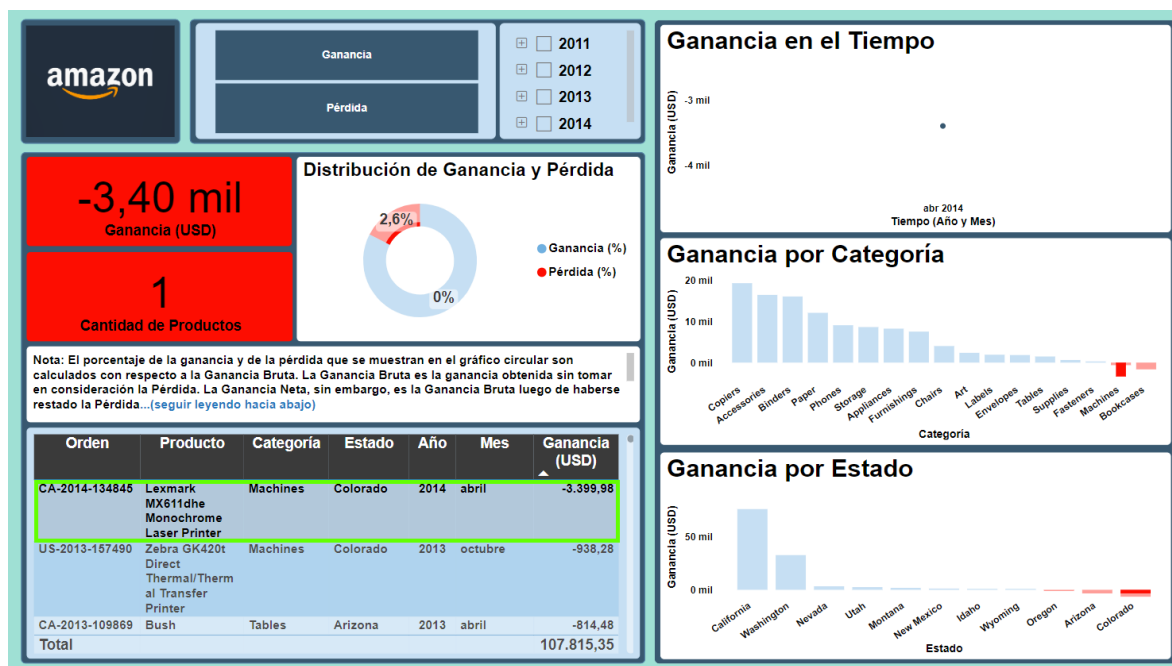 amazon
Ganancia
Pérdida
2011
2012
2013
2014
-3,40 mil
Ganancia (USD)
1
Cantidad de Productos
Distribución de Ganancia y Pérdida
2,6%
0%
Ganancia (%)
Pérdida (%)
Nota: El porcentaje de la ganancia y de la pérdida que se muestran en el gráfico circular son
calculados con respecto a la Ganancia Bruta. La Ganancia Bruta es la ganancia obtenida sin tomar
en consideración la Pérdida. La Ganancia Neta, sin embargo, es la Ganancia Bruta luego de haberse
restado la Pérdida...(seguir leyendo hacia abajo)
Orden Producto Categoría Estado Año Mes Ganancia
(USD)
CA-2014-134845 Lexmark Machines Colorado 2014 abril -3.399,98
MX611dhe
Monochrome
Laser Printer
US-2013-157490 Zebra GK420t Machines Colorado 2013 octubre -938,28
Direct
Thermal/Therm
al Transfer
Printer
CA-2013-109869 Bush Tables Arizona 2013 abril -814,48
Total 107.815,35
Ganancia en el Tiempo
Ganancia (USD)
-3 mil
-4 mil
abr 2014
Tiempo (Año y Mes)
Ganancia por Categoría
Ganancia (USD)
20 mil
10 mil
0 mil
Copiers
Accessories
Binders
Paper
Phones
Storage
Appliances
Furnishings
Chairs
Art
Labels
Envelopes
Tables
Supplies
Fasteners
Machines
Bookcases
Categoría
Ganancia por Estado
Ganancia (USD)
50 mil
0 mil
California
Washington
Nevada
Utah
Montana
New Mexico
Idaho
Wyoming
Oregon
Arizona
Colorado
Estado